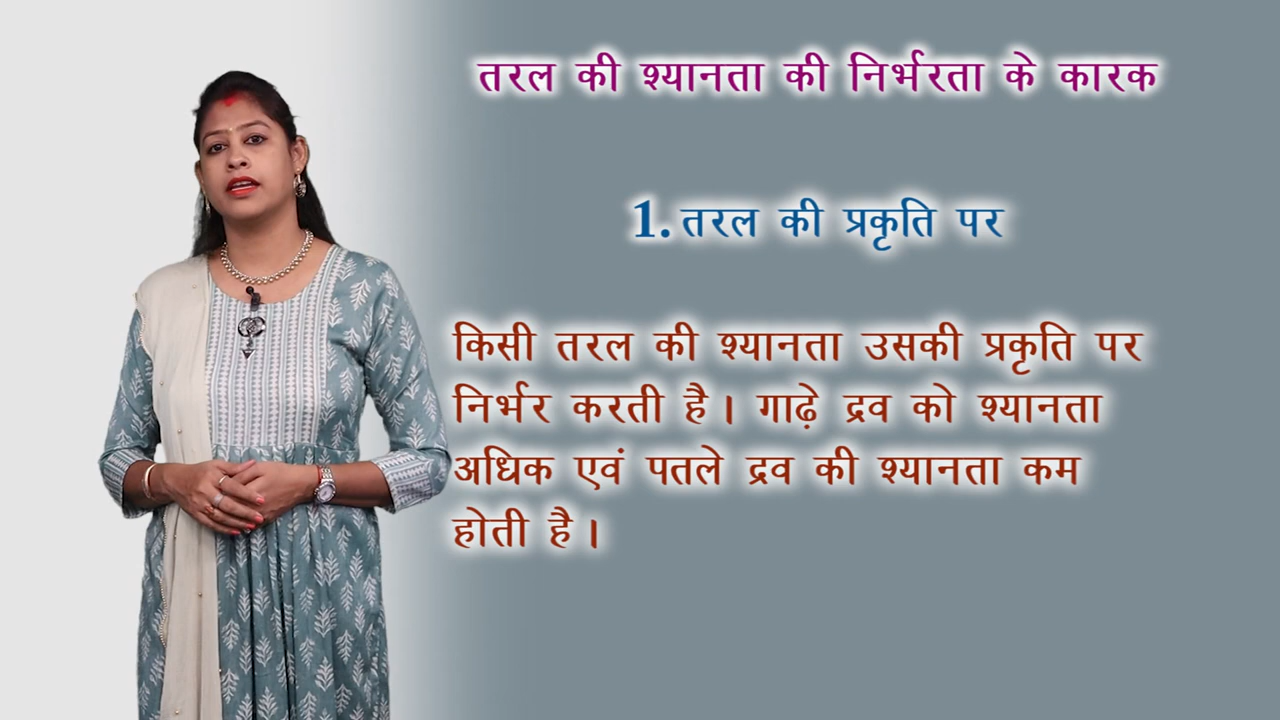 तरल की श्यानता की निर्भरता के कारक
1. तरल की प्रकृति पर
किसी तरल की श्यानता उसकी प्रकृति पर
निर्भर करती है। गाढ़े द्रव को श्यानता
अधिक एवं पतले द्रव की श्यानता कम
होती है।